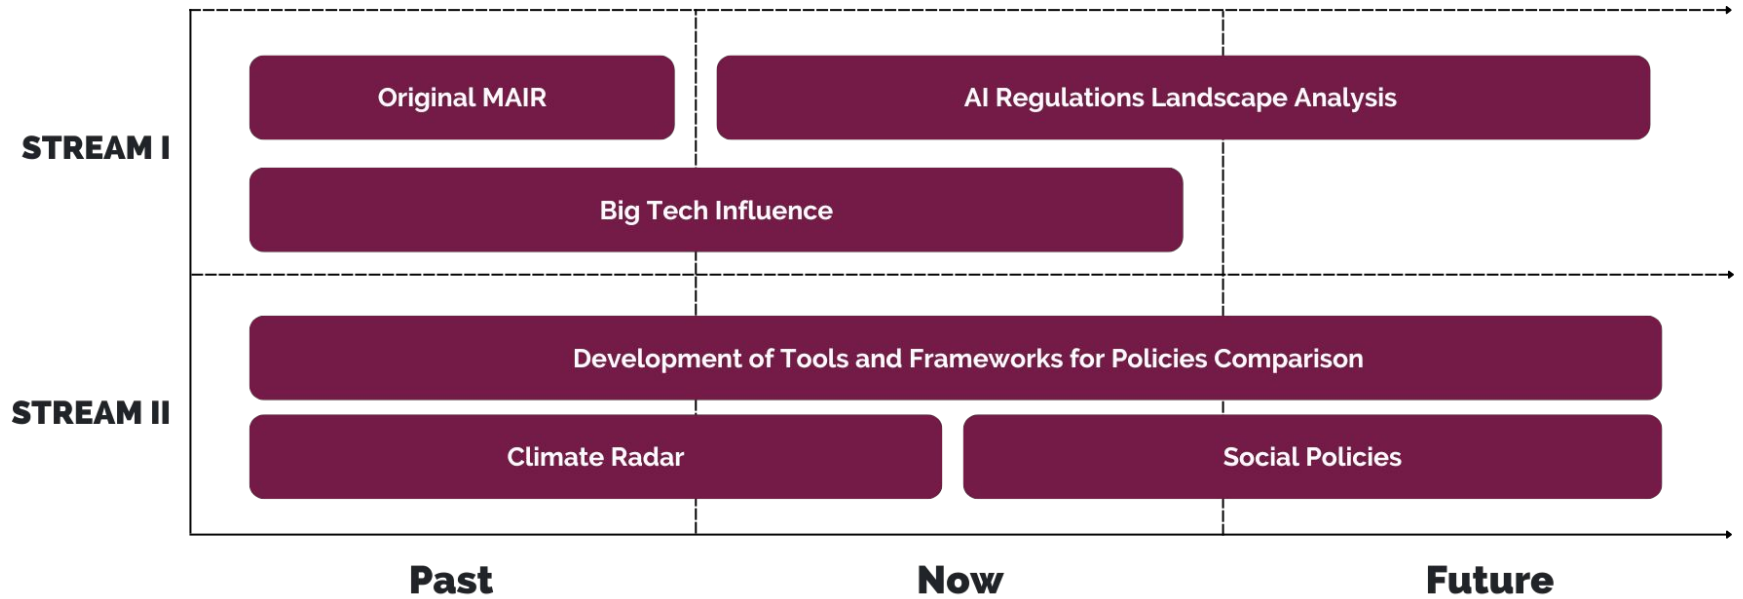 Original MAIR
AI Regulations Landscape Analysis
STREAM I
Big Tech Influence
Development of Tools and Frameworks for Policies Comparison
STREAM II
Climate Radar
Social Policies
Past
Now
Future